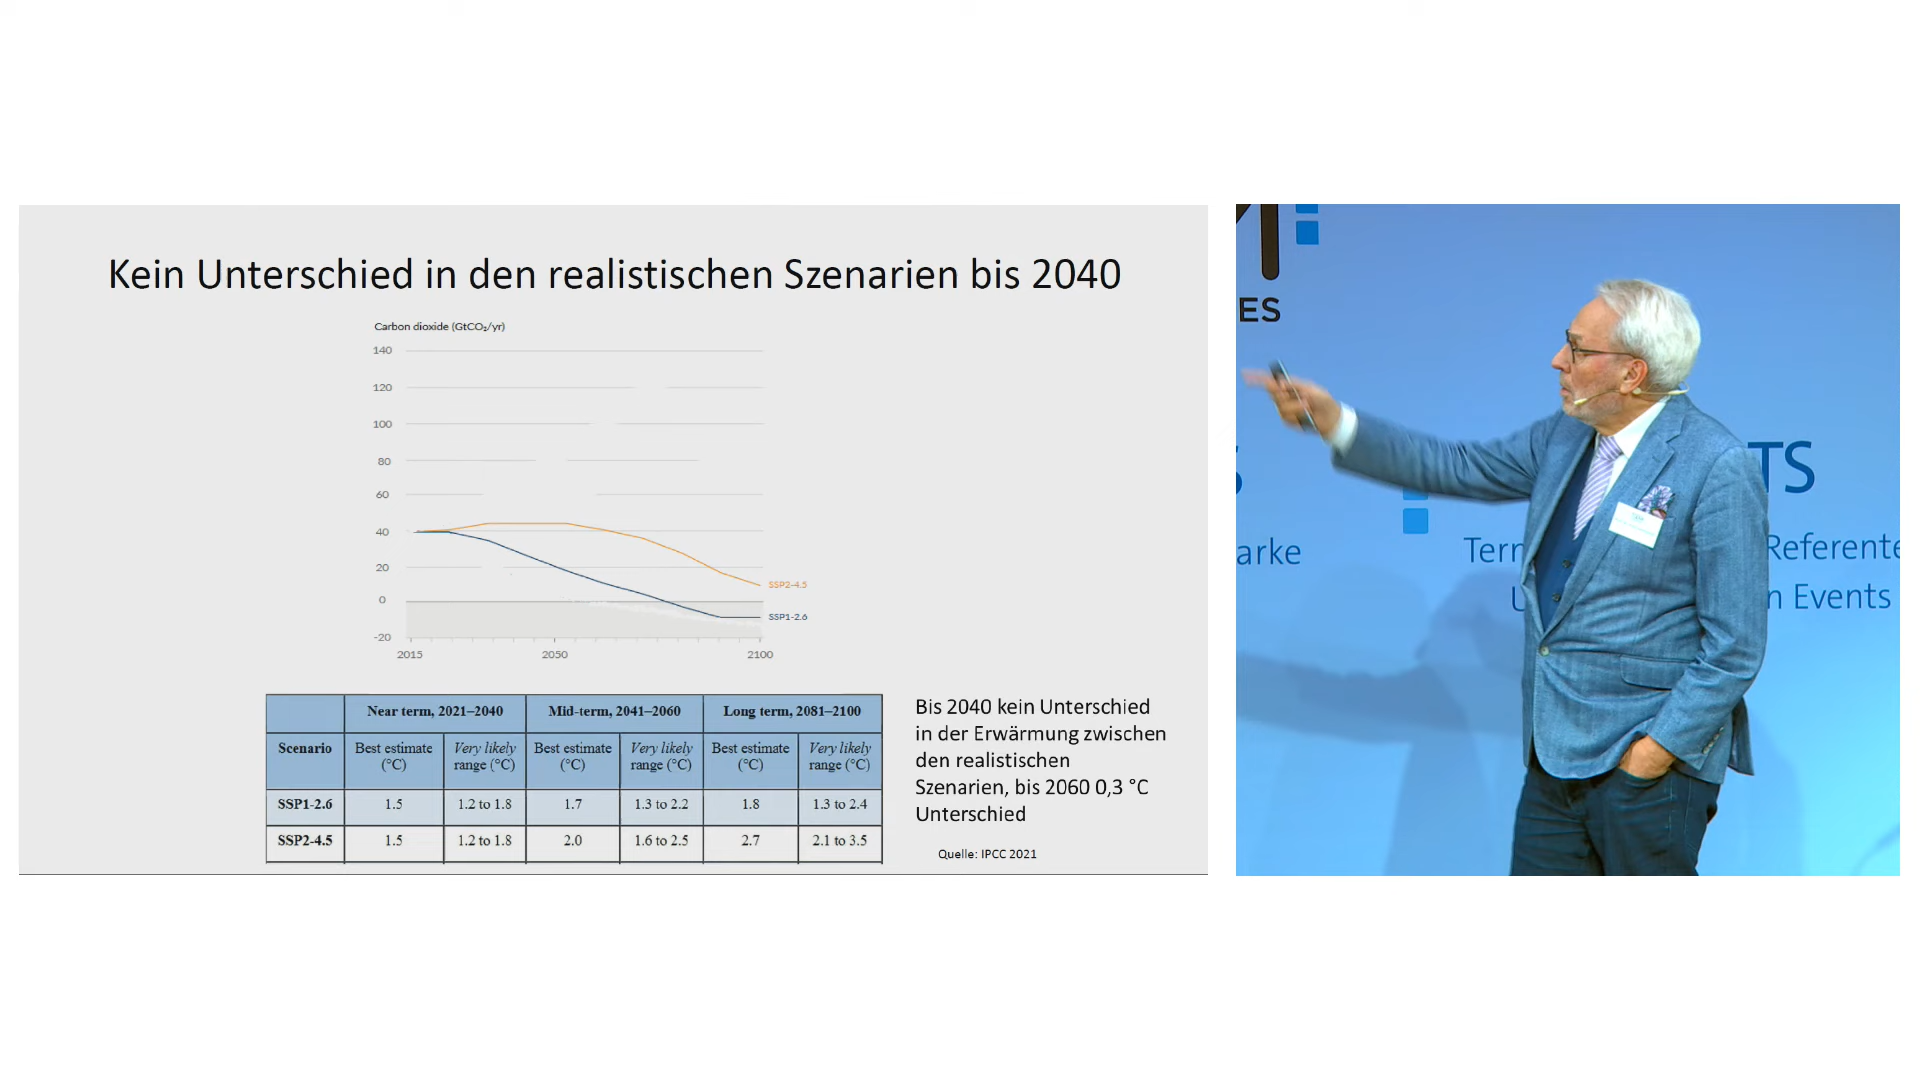 Kein Unterschied in den realistischen Szenarien bis 2040
Carbon dioxide (GtCO₂/yr)
140
120
100
80
60
40
20
0
-20
2015 2050 2100
SSP2-4.5
SSP1-2.6
Near term, 2021–2040 Mid-term, 2041–2060 Long term, 2081–2100
Scenario Best estimate (°C) Very likely range (°C) Best estimate (°C) Very likely range (°C) Best estimate (°C) Very likely range (°C)
SSP1-2.6 1.5 1.2 to 1.8 1.7 1.3 to 2.2 1.8 1.3 to 2.4
SSP2-4.5 1.5 1.2 to 1.8 2.0 1.6 to 2.5 2.7 2.1 to 3.5
Bis 2040 kein Unterschied
in der Erwärmung zwischen
den realistischen
Szenarien, bis 2060 0,3 °C
Unterschied
Quelle: IPCC 2021
ES
TS
arke
Tern Referente
U n Events